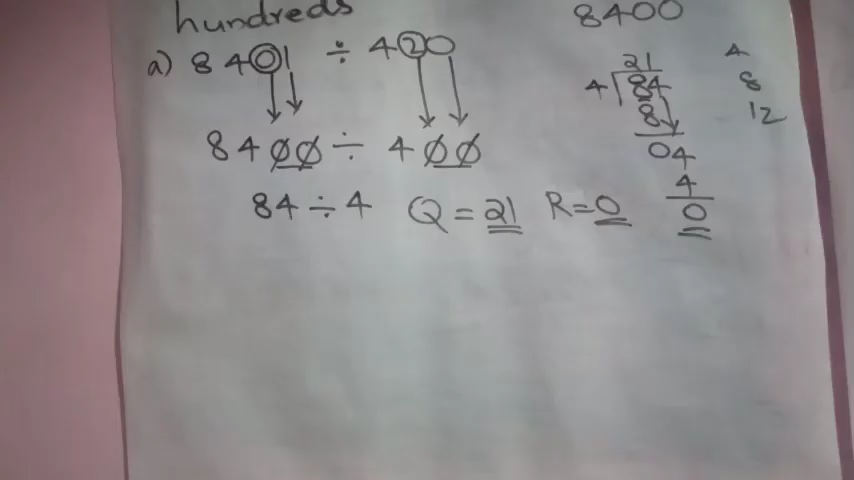 hundreds
8400
a) 8401 ÷ 420
8400 ÷ 400
84 ÷ 4 Q = 21 R = 0
21
4 84
8
04
4
0
4
8
12